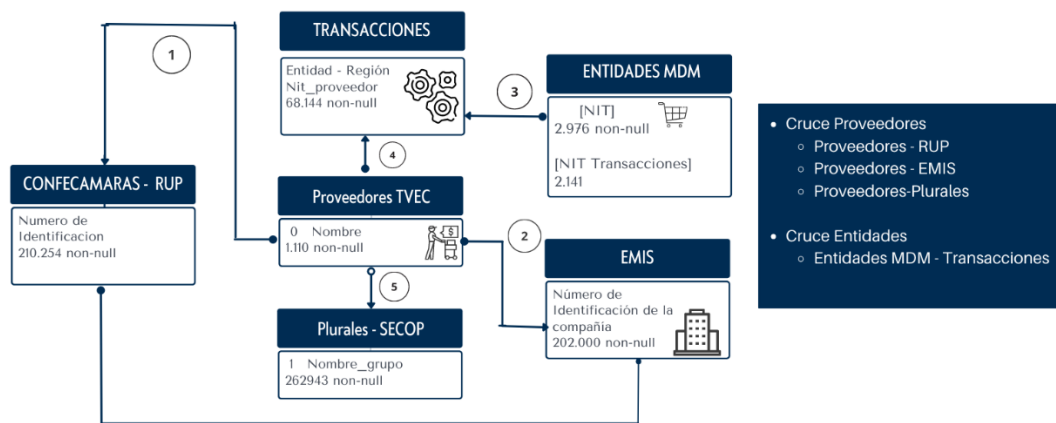 1
TRANSACCIONES
Entidad - Región
Nit_proveedor
68.144 non-null
3
ENTIDADES MDM
[NIT]
2.976 non-null
[NIT Transacciones]
2.141
4
CONFECAMARAS - RUP
Numero de
Identificacion
210.254 non-null
Proveedores TVEC
0 Nombre
1.110 non-null
$
2
EMIS
Número de
Identificación de la
compañia
202.000 non-null
5
Plurales - SECOP
1 Nombre_grupo
262943 non-null
• Cruce Proveedores
○ Proveedores - RUP
○ Proveedores - EMIS
○ Proveedores-Plurales
• Cruce Entidades
○ Entidades MDM - Transacciones